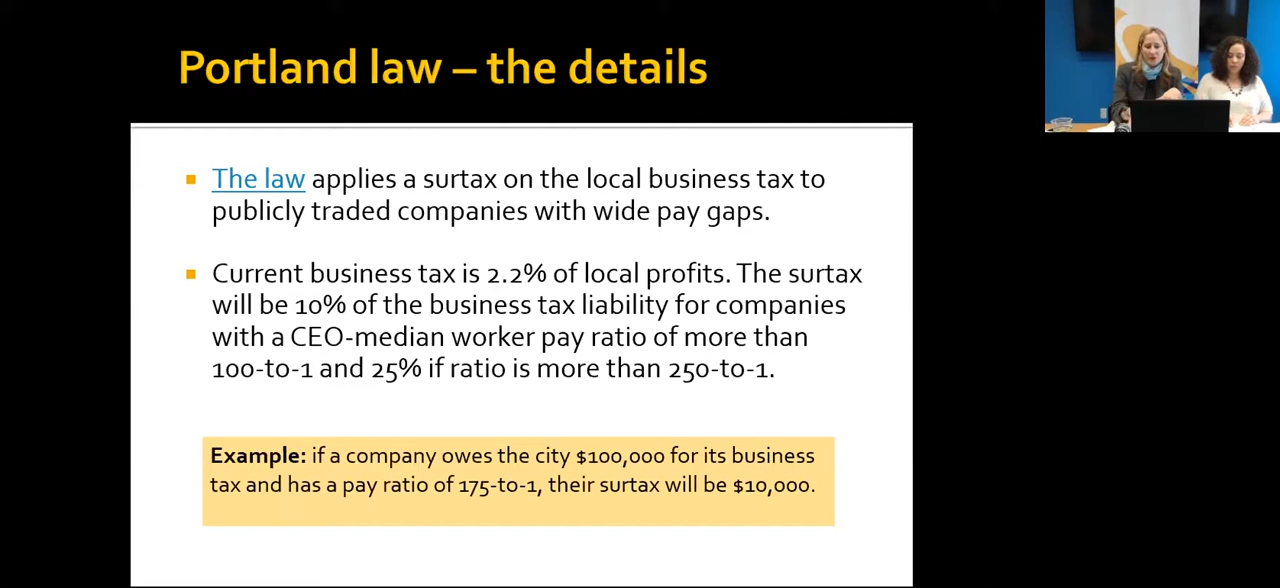 Portland law – the details
The law applies a surtax on the local business tax to
publicly traded companies with wide pay gaps.
Current business tax is 2.2% of local profits. The surtax
will be 10% of the business tax liability for companies
with a CEO-median worker pay ratio of more than
100-to-1 and 25% if ratio is more than 250-to-1.
Example: if a company owes the city $100,000 for its business
tax and has a pay ratio of 175-to-1, their surtax will be $10,000.